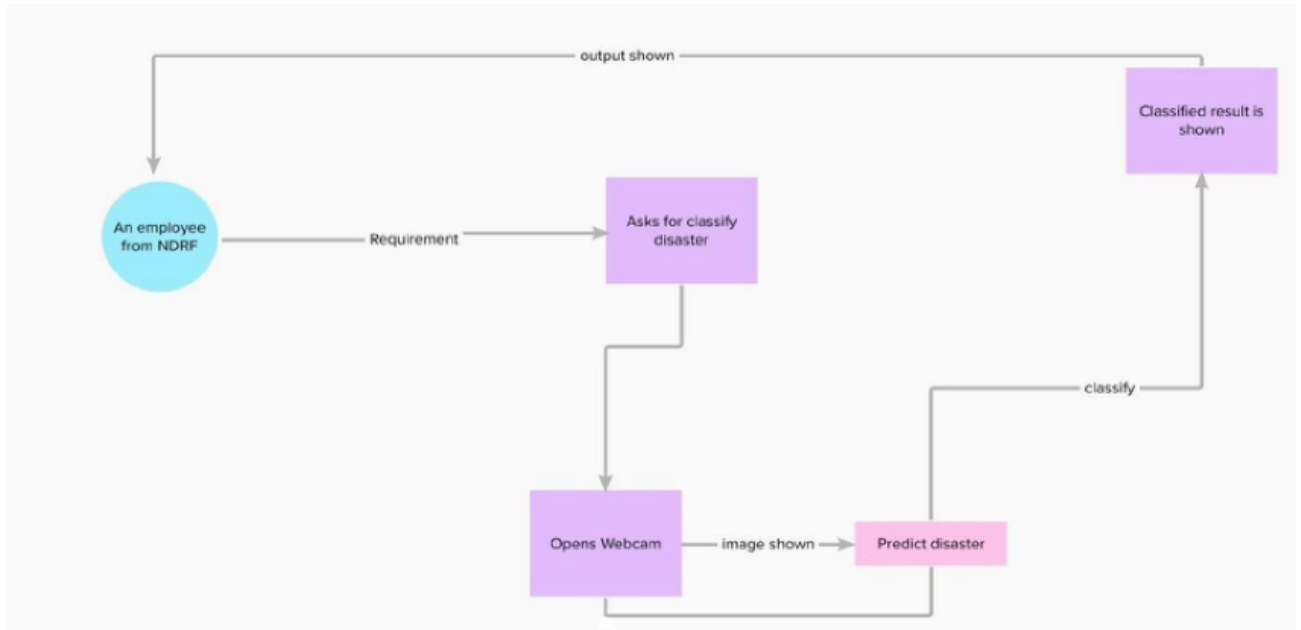 output shown
Classified result is
shown
An employee
from NDRF
Requirement
Asks for classify
disaster
classify
Opens Webcam
image shown
Predict disaster